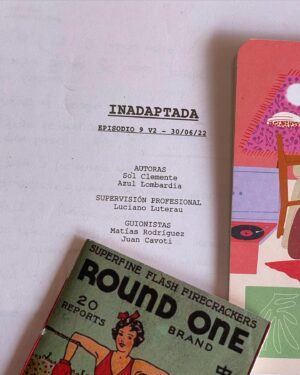 INADAPTADA
EPISODIO 9 V2 - 30/06/22
AUTORAS
Sol Clemente
Azul Lombardía
SUPERVISIÓN PROFESIONAL
Luciano Luterau
GUIONISTAS
Matías Rodríguez
Juan Cavoti
SUPERFINE FLASH FIRECRACKERS
ROUND ONE
20
REPORTS
BRAND
中